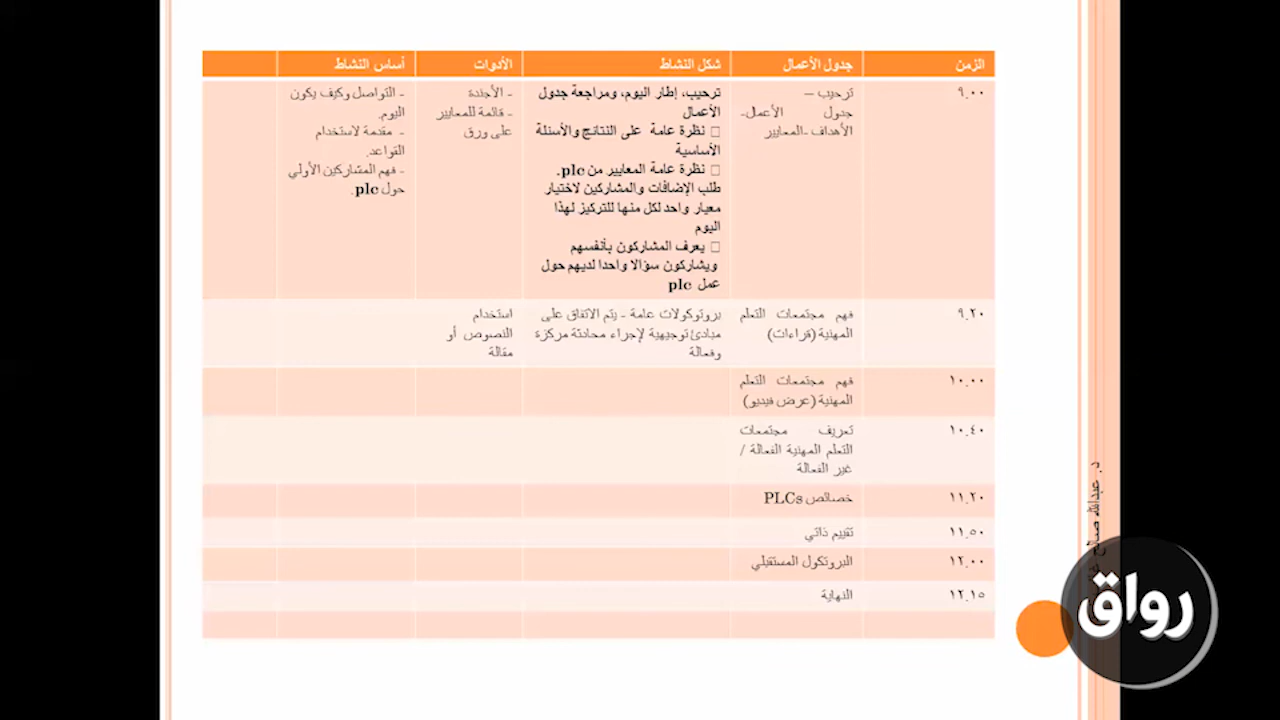 الزمن
جدول الأعمال
شكل النشاط
الأدوات
أساس النشاط
٩.٠٠
ترحيب –
جدول الأعمال-
الأهداف -المعايير
ترحيب، إطار اليوم، ومراجعة جدول
الأعمال
□ نظرة عامة على النتائج والأسئلة
الأساسية
□ نظرة عامة المعايير من plc.
طلب الإضافات والمشاركين لاختيار
معيار واحد لكل منها للتركيز لهذا
اليوم
□ يعرف المشاركون بأنفسهم
ويشاركون سؤالا واحدا لديهم حول
عمل plc
- الأجندة
- قائمة للمعايير
على ورق
- التواصل وكيف يكون
اليوم.
- مقدمة لاستخدام
القواعد.
- فهم المشاركين الأولي
حول plc.
٩.٢٠
فهم مجتمعات التعلم
المهنية (قراءات)
بروتوكولات عامة - يتم الاتفاق على
مبادئ توجيهية لإجراء محادثة مركزة
وفعالة
استخدام
النصوص أو
مقالة
١٠.٠٠
فهم مجتمعات التعلم
المهنية (عرض فيديو)
١٠.٤٠
تعريف مجتمعات
التعلم المهنية الفعالة /
غير الفعالة
١١.٢٠
خصائص PLCs
١١.٥٠
تقييم ذاتي
١٢.٠٠
البروتكول المستقبلي
١٢.١٥
النهاية
د. عبدالله صالح
رواق